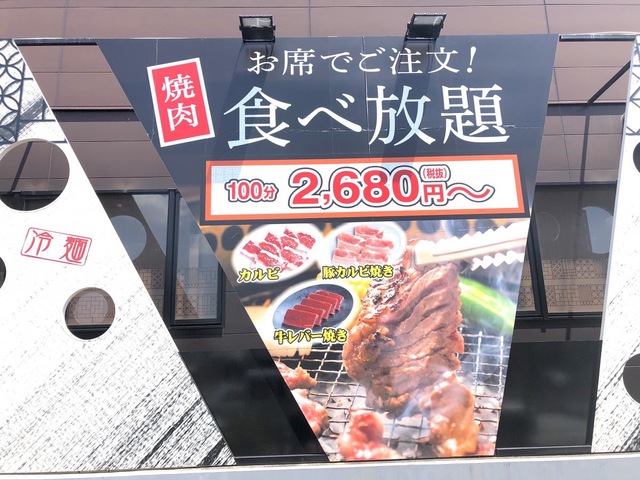 お席でご注文!
焼肉
食べ放題
100分 2,680円(税抜)〜
カルビ
豚カルビ焼き
牛レバー焼き
冷麺